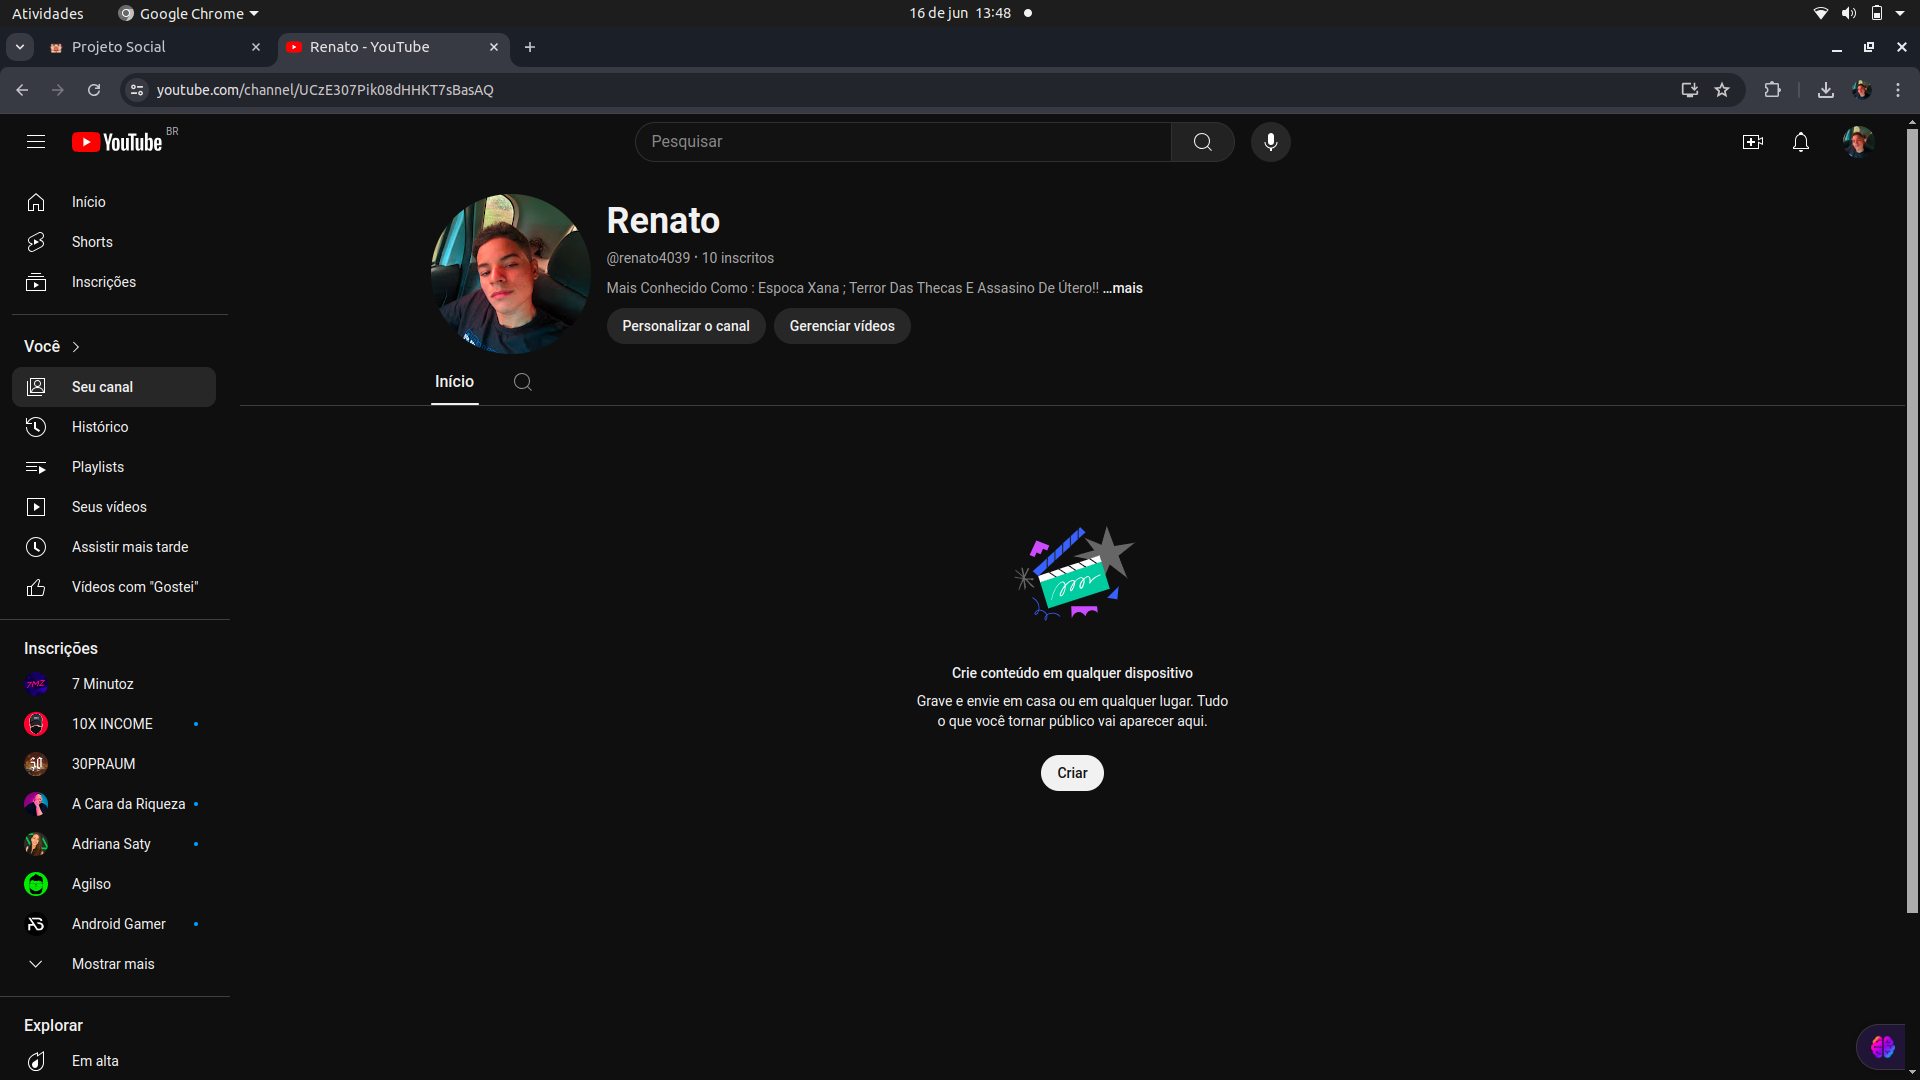 Atividades
Google Chrome
16 de jun 13:48
Projeto Social
Renato - YouTube
youtube.com/channel/UCzE307Pik08dHHKT7sBasAQ
YouTube BR
Pesquisar
Início
Shorts
Inscrições
Você
Seu canal
Histórico
Playlists
Seus vídeos
Assistir mais tarde
Vídeos com "Gostei"
Inscrições
7 Minutoz
10X INCOME
30PRAUM
A Cara da Riqueza
Adriana Saty
Agilso
Android Gamer
Mostrar mais
Explorar
Em alta
Renato
@renato4039 • 10 inscritos
Mais Conhecido Como : Espoca Xana ; Terror Das Thecas E Assasino De Útero!! ...mais
Personalizar o canal
Gerenciar vídeos
Início
Crie conteúdo em qualquer dispositivo
Grave e envie em casa ou em qualquer lugar. Tudo
o que você tornar público vai aparecer aqui.
Criar